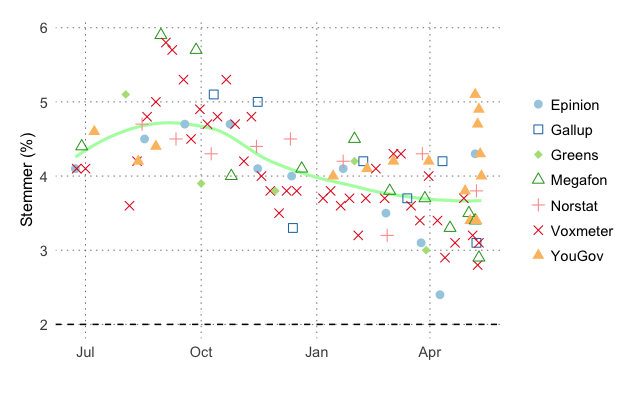 6
5
4
3
2
Stemmer (%)
Jul
Oct
Jan
Apr
Epinion
Gallup
Greens
Megafon
Norstat
Voxmeter
YouGov